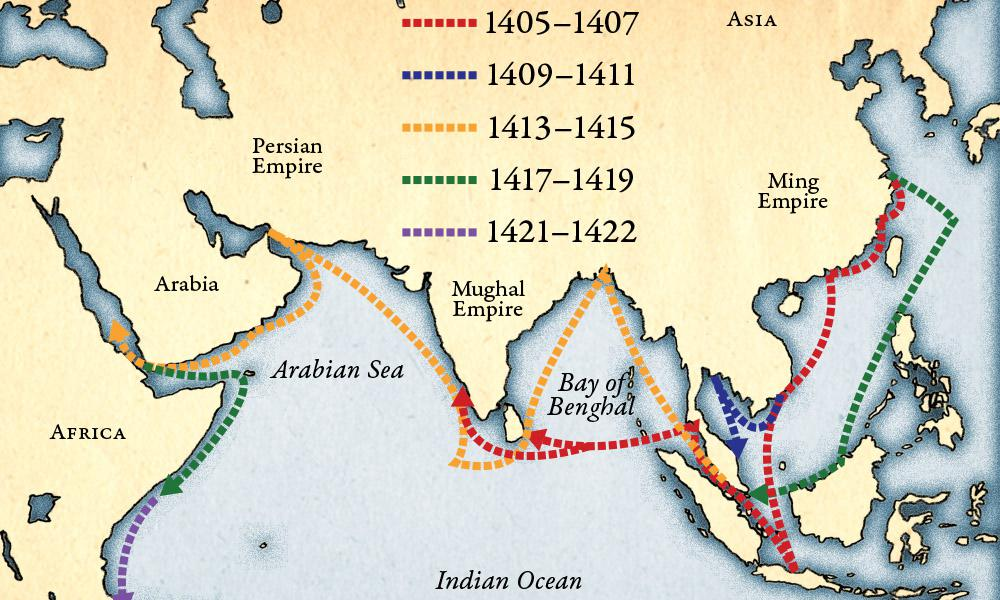 1405–1407
Asia
1409–1411
1413–1415
Persian
Empire
1417–1419
Ming
Empire
1421–1422
Arabia
Mughal
Empire
Arabian Sea
Bay of
Benghal
Africa
Indian Ocean